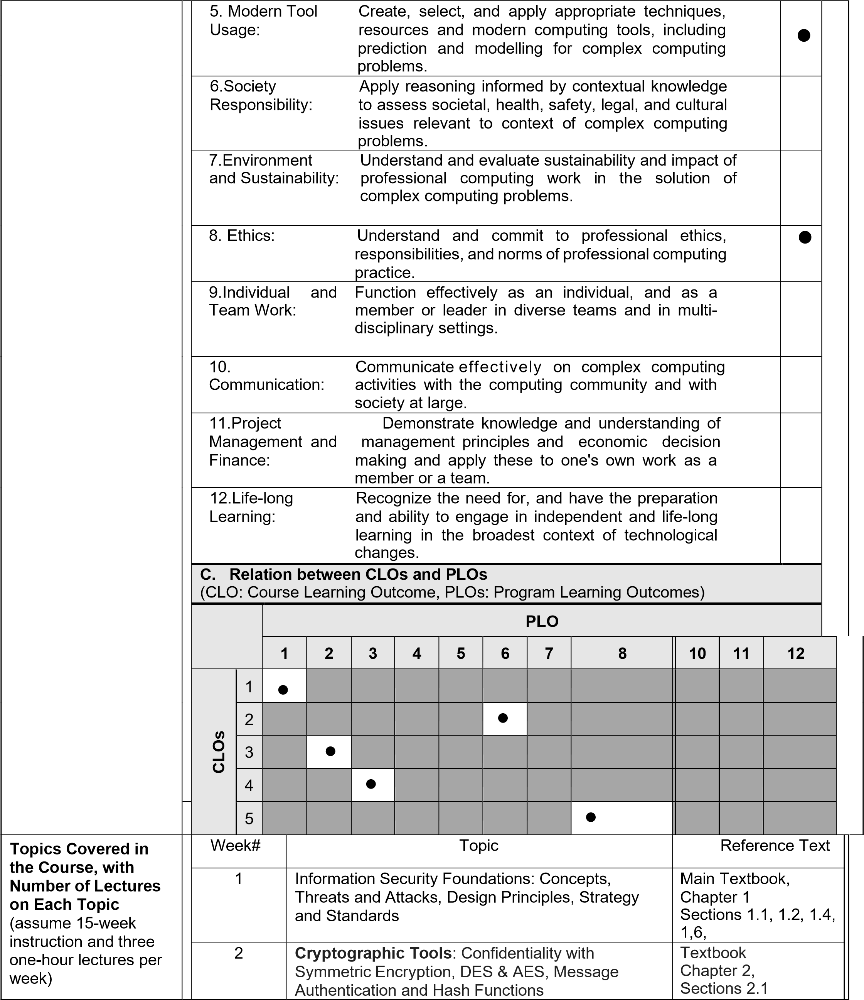 5. Modern Tool Usage: Create, select, and apply appropriate techniques,
resources and modern computing tools, including
prediction and modelling for complex computing
problems.
●
6.Society Responsibility: Apply reasoning informed by contextual knowledge
to assess societal, health, safety, legal, and cultural
issues relevant to context of complex computing
problems.
7.Environment and Sustainability: Understand and evaluate sustainability and impact of
professional computing work in the solution of
complex computing problems.
8. Ethics: Understand and commit to professional ethics,
responsibilities, and norms of professional computing
practice.
●
9.Individual and Team Work: Function effectively as an individual, and as a
member or leader in diverse teams and in multi-
disciplinary settings.
10. Communication: Communicate effectively on complex computing
activities with the computing community and with
society at large.
11.Project Management and Finance: Demonstrate knowledge and understanding of
management principles and economic decision
making and apply these to one's own work as a
member or a team.
12.Life-long Learning: Recognize the need for, and have the preparation
and ability to engage in independent and life-long
learning in the broadest context of technological
changes.
C. Relation between CLOs and PLOs
(CLO: Course Learning Outcome, PLOs: Program Learning Outcomes)
PLO
1 2 3 4 5 6 7 8 10 11 12
CLOs
1 ●
2 ●
3 ●
4 ●
5 ●
Topics Covered in
the Course, with
Number of Lectures
on Each Topic
(assume 15-week
instruction and three
one-hour lectures per
week)
Week# Topic Reference Text
1
Information Security Foundations: Concepts,
Threats and Attacks, Design Principles, Strategy
and Standards
Main Textbook,
Chapter 1
Sections 1.1, 1.2, 1.4,
1,6,
2
Cryptographic Tools: Confidentiality with
Symmetric Encryption, DES & AES, Message
Authentication and Hash Functions
Textbook
Chapter 2,
Sections 2.1